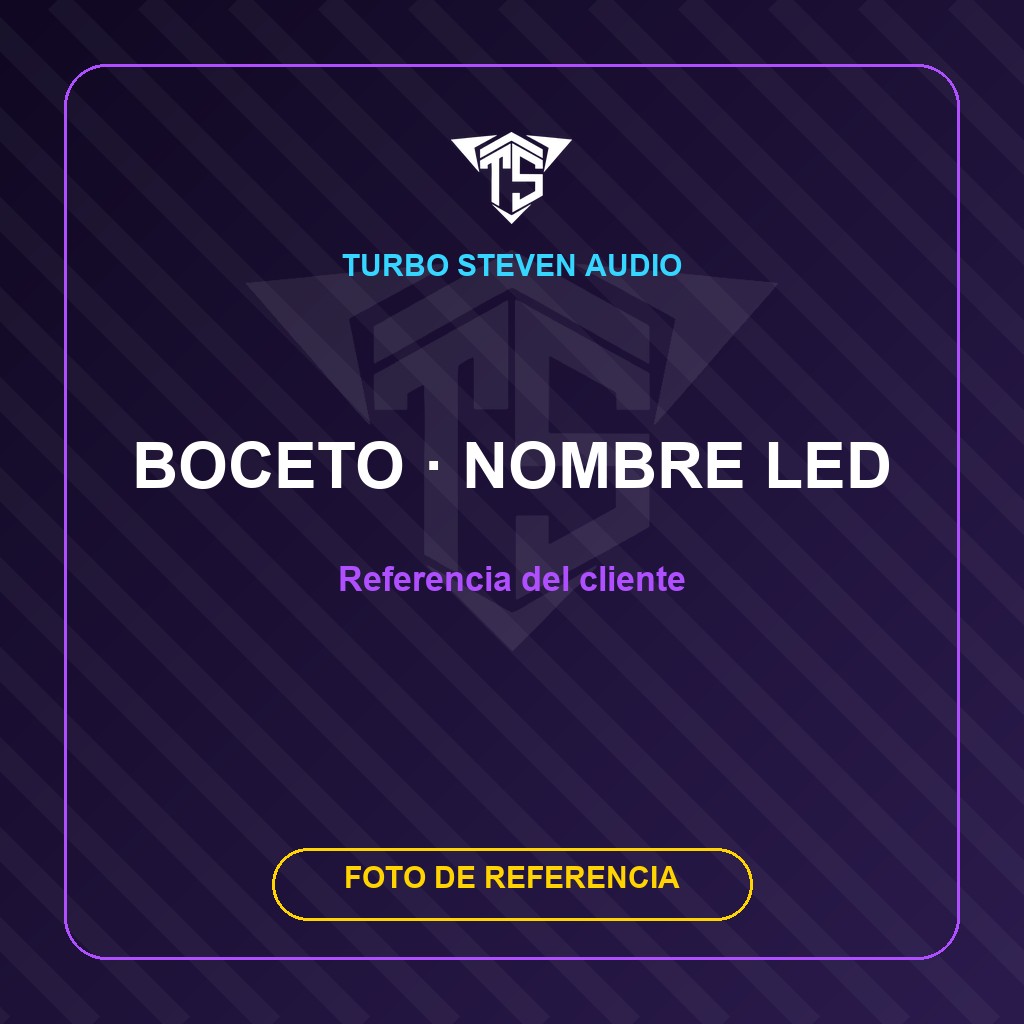 TS
TURBO STEVEN AUDIO
BOCETO · NOMBRE LED
Referencia del cliente
FOTO DE REFERENCIA